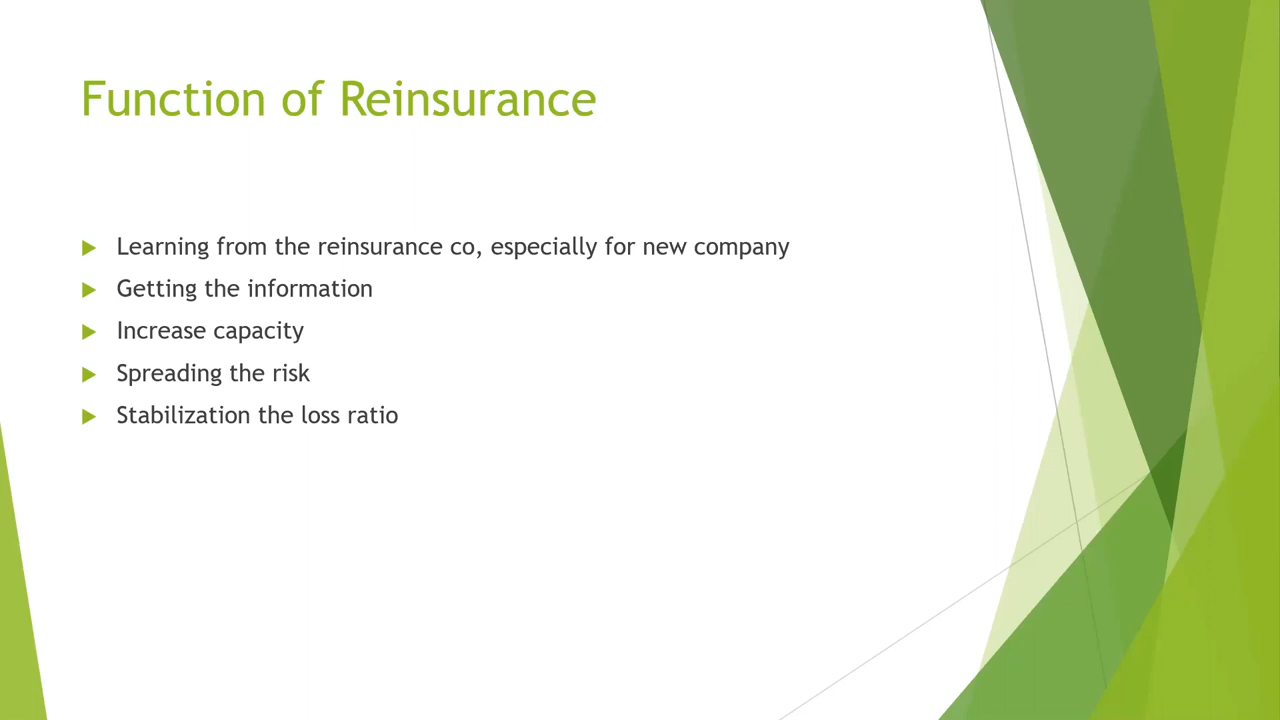 Function of Reinsurance
Learning from the reinsurance co, especially for new company
Getting the information
Increase capacity
Spreading the risk
Stabilization the loss ratio